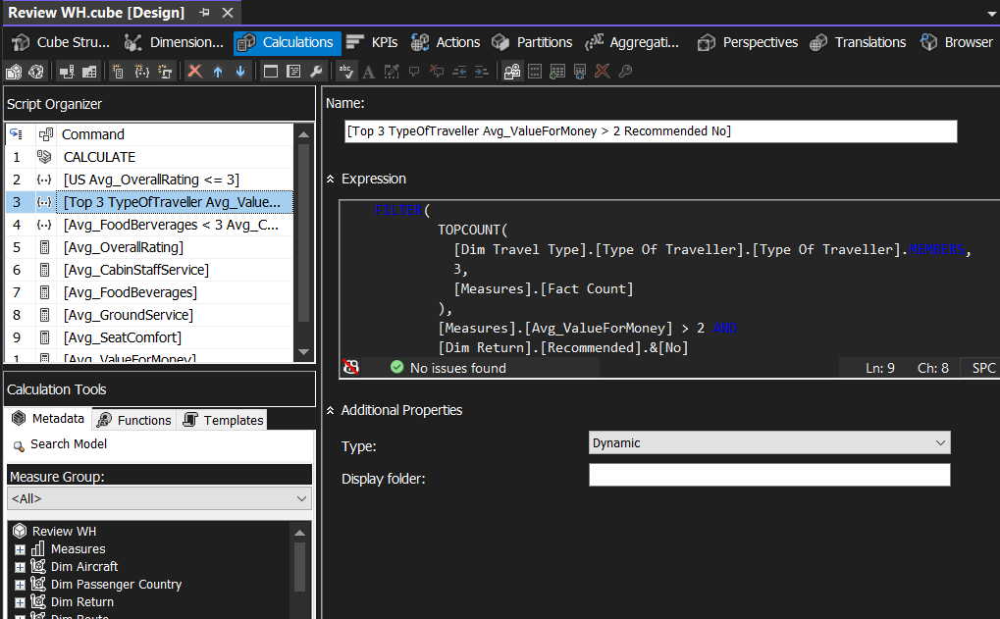 Review WH.cube [Design]
Cube Stru... Dimension... Calculations KPIs Actions Partitions Aggregati... Perspectives Translations Browser
Script Organizer
Command
1 CALCULATE
2 [US Avg_OverallRating <= 3]
3 [Top 3 TypeOfTraveller Avg_Value...
4 [Avg_FoodBerverages < 3 Avg_C...
5 [Avg_OverallRating]
6 [Avg_CabinStaffService]
7 [Avg_FoodBeverages]
8 [Avg_GroundService]
9 [Avg_SeatComfort]
1 [Avg_ValueForMoney]
Calculation Tools
Metadata Functions Templates
Search Model
Measure Group:
<All>
Review WH
Measures
Dim Aircraft
Dim Passenger Country
Dim Return
Dim Route
Name:
[Top 3 TypeOfTraveller Avg_ValueForMoney > 2 Recommended No]
Expression
FILTER(
TOPCOUNT(
[Dim Travel Type].[Type Of Traveller].[Type Of Traveller].MEMBERS,
3,
[Measures].[Fact Count]
),
[Measures].[Avg_ValueForMoney] > 2 AND
[Dim Return].[Recommended].&[No]
No issues found Ln: 9 Ch: 8 SPC
Additional Properties
Type: Dynamic
Display folder: